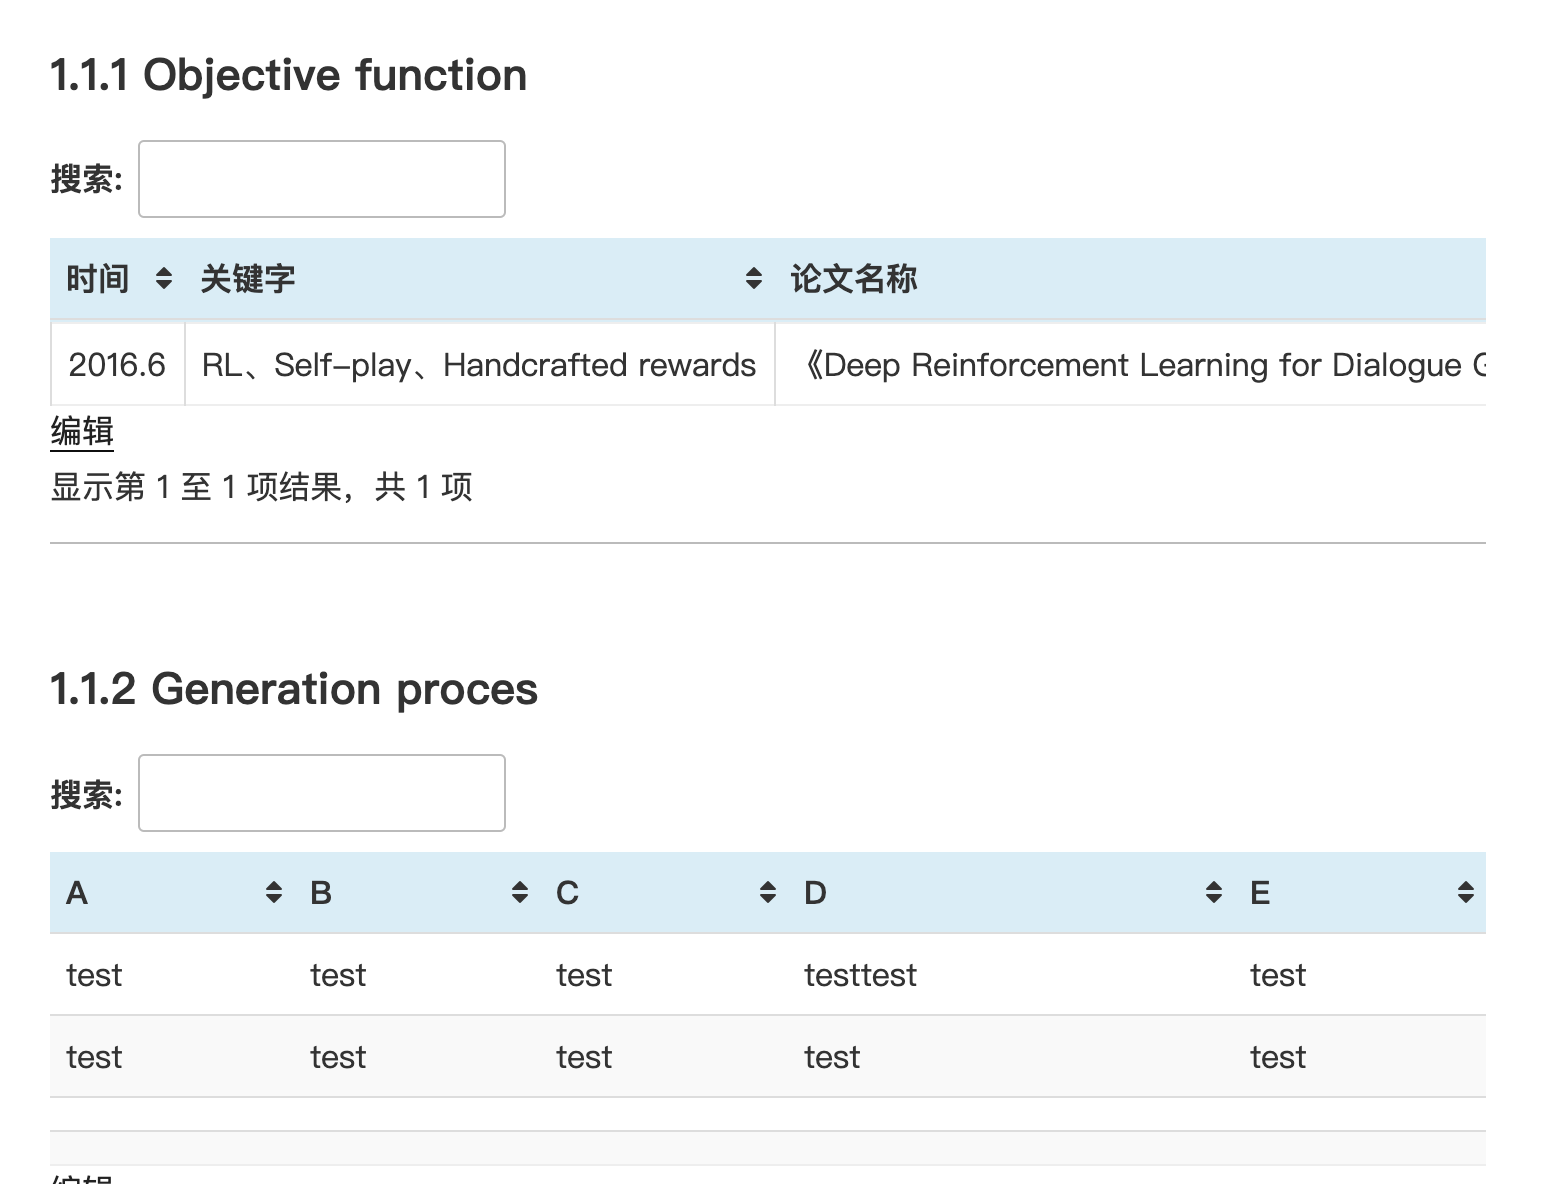 1.1.1 Objective function
搜索:
时间 关键字 论文名称
2016.6 RL、Self-play、Handcrafted rewards 《Deep Reinforcement Learning for Dialogue
编辑
显示第 1 至 1 项结果，共 1 项
1.1.2 Generation proces
搜索:
A B C D E
test test test testtest test
test test test test test
编辑